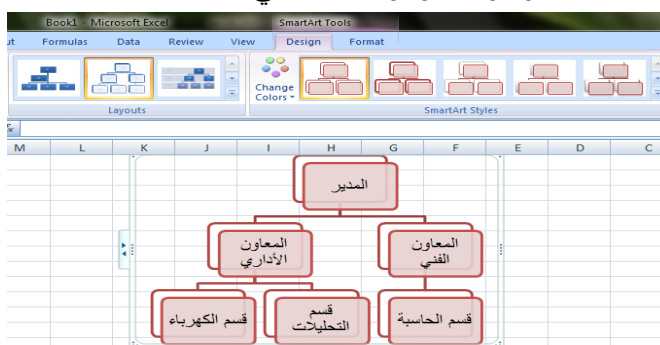 Book1 - Microsoft Excel
SmartArt Tools
Formulas Data Review View Design Format
Change
Colors
Layouts
SmartArt Styles
M L K J I H G F E D C
المدير
المعاون
الفني
المعاون
الأداري
قسم الحاسبة
قسم
التحليلات
قسم الكهرباء